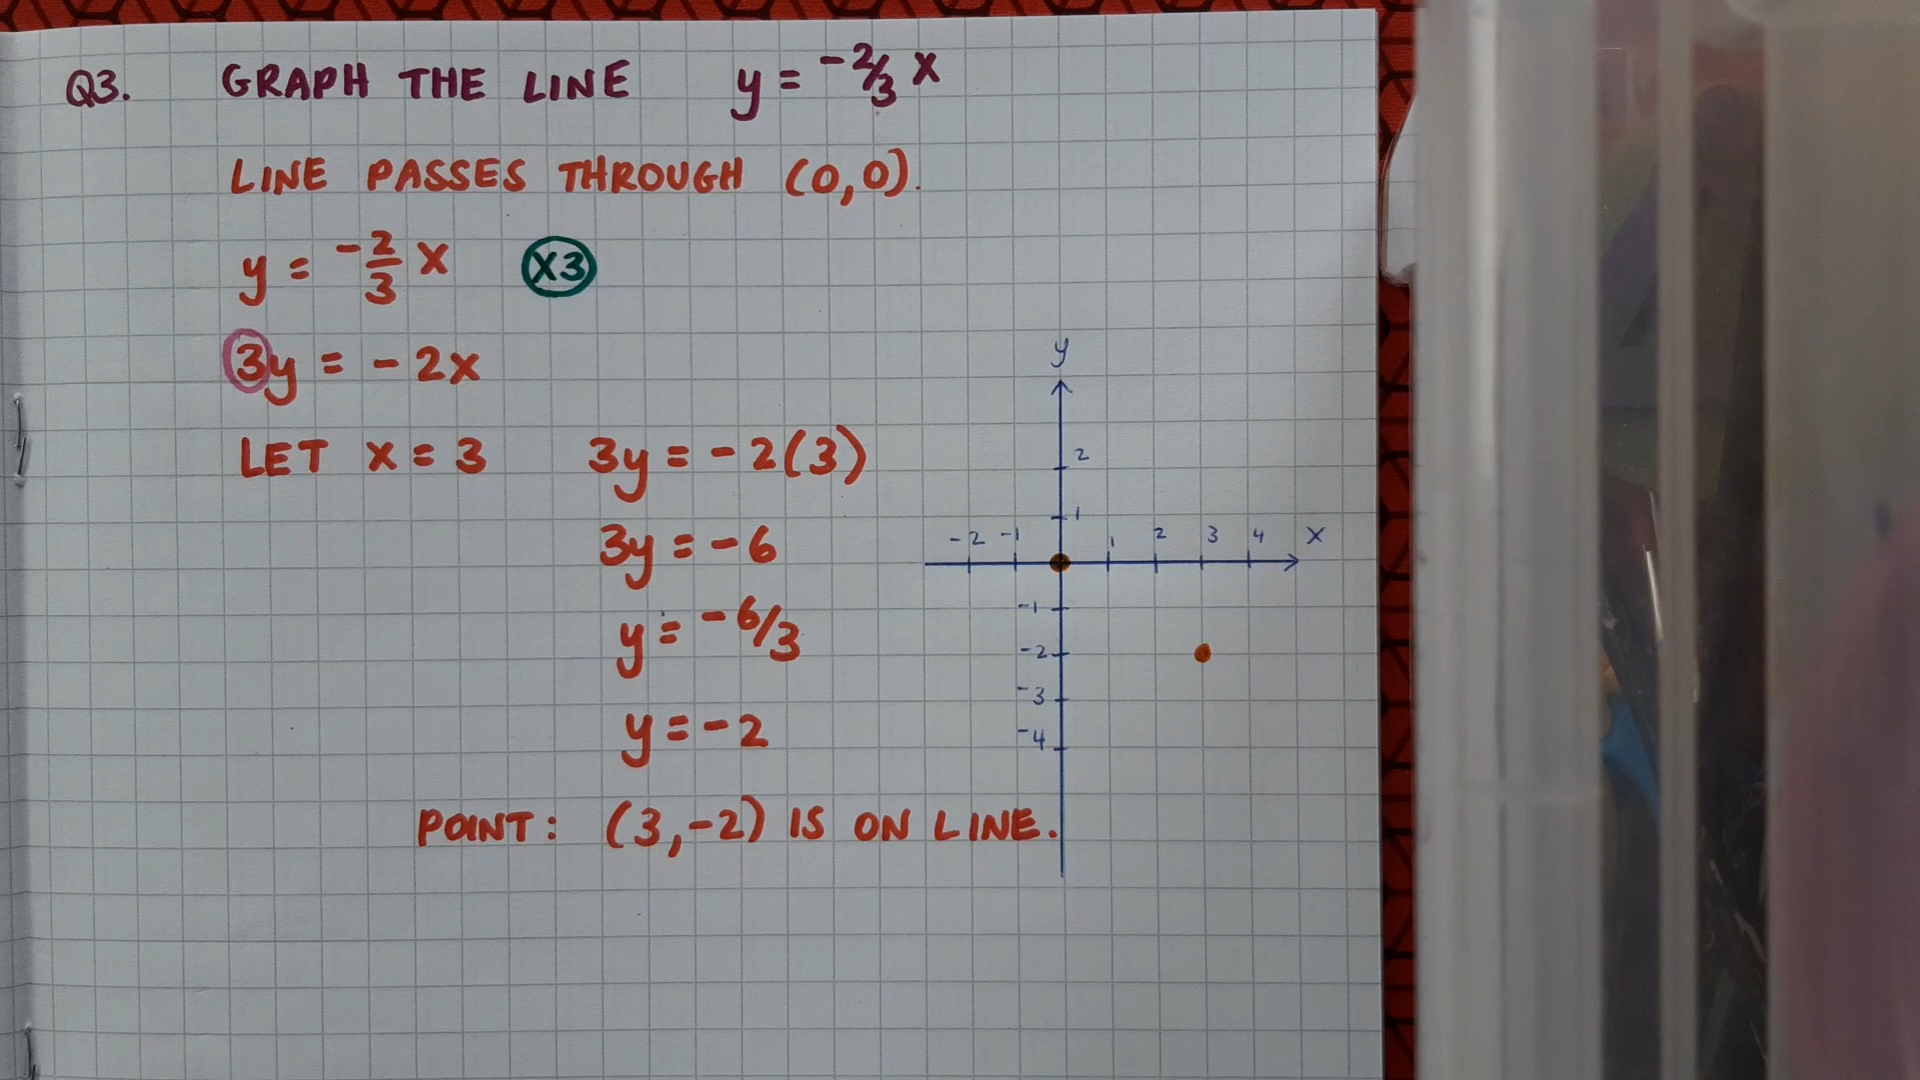 Q3. GRAPH THE LINE y = -2/3 x
LINE PASSES THROUGH (0,0).
y = -2/3 x X3
3y = - 2x
LET x = 3 3y = - 2(3)
3y = - 6
y = -6/3
y = - 2
POINT: (3,-2) IS ON LINE.
y
2
1
-2 -1 1 2 3 4 x
-1
-2
-3
-4